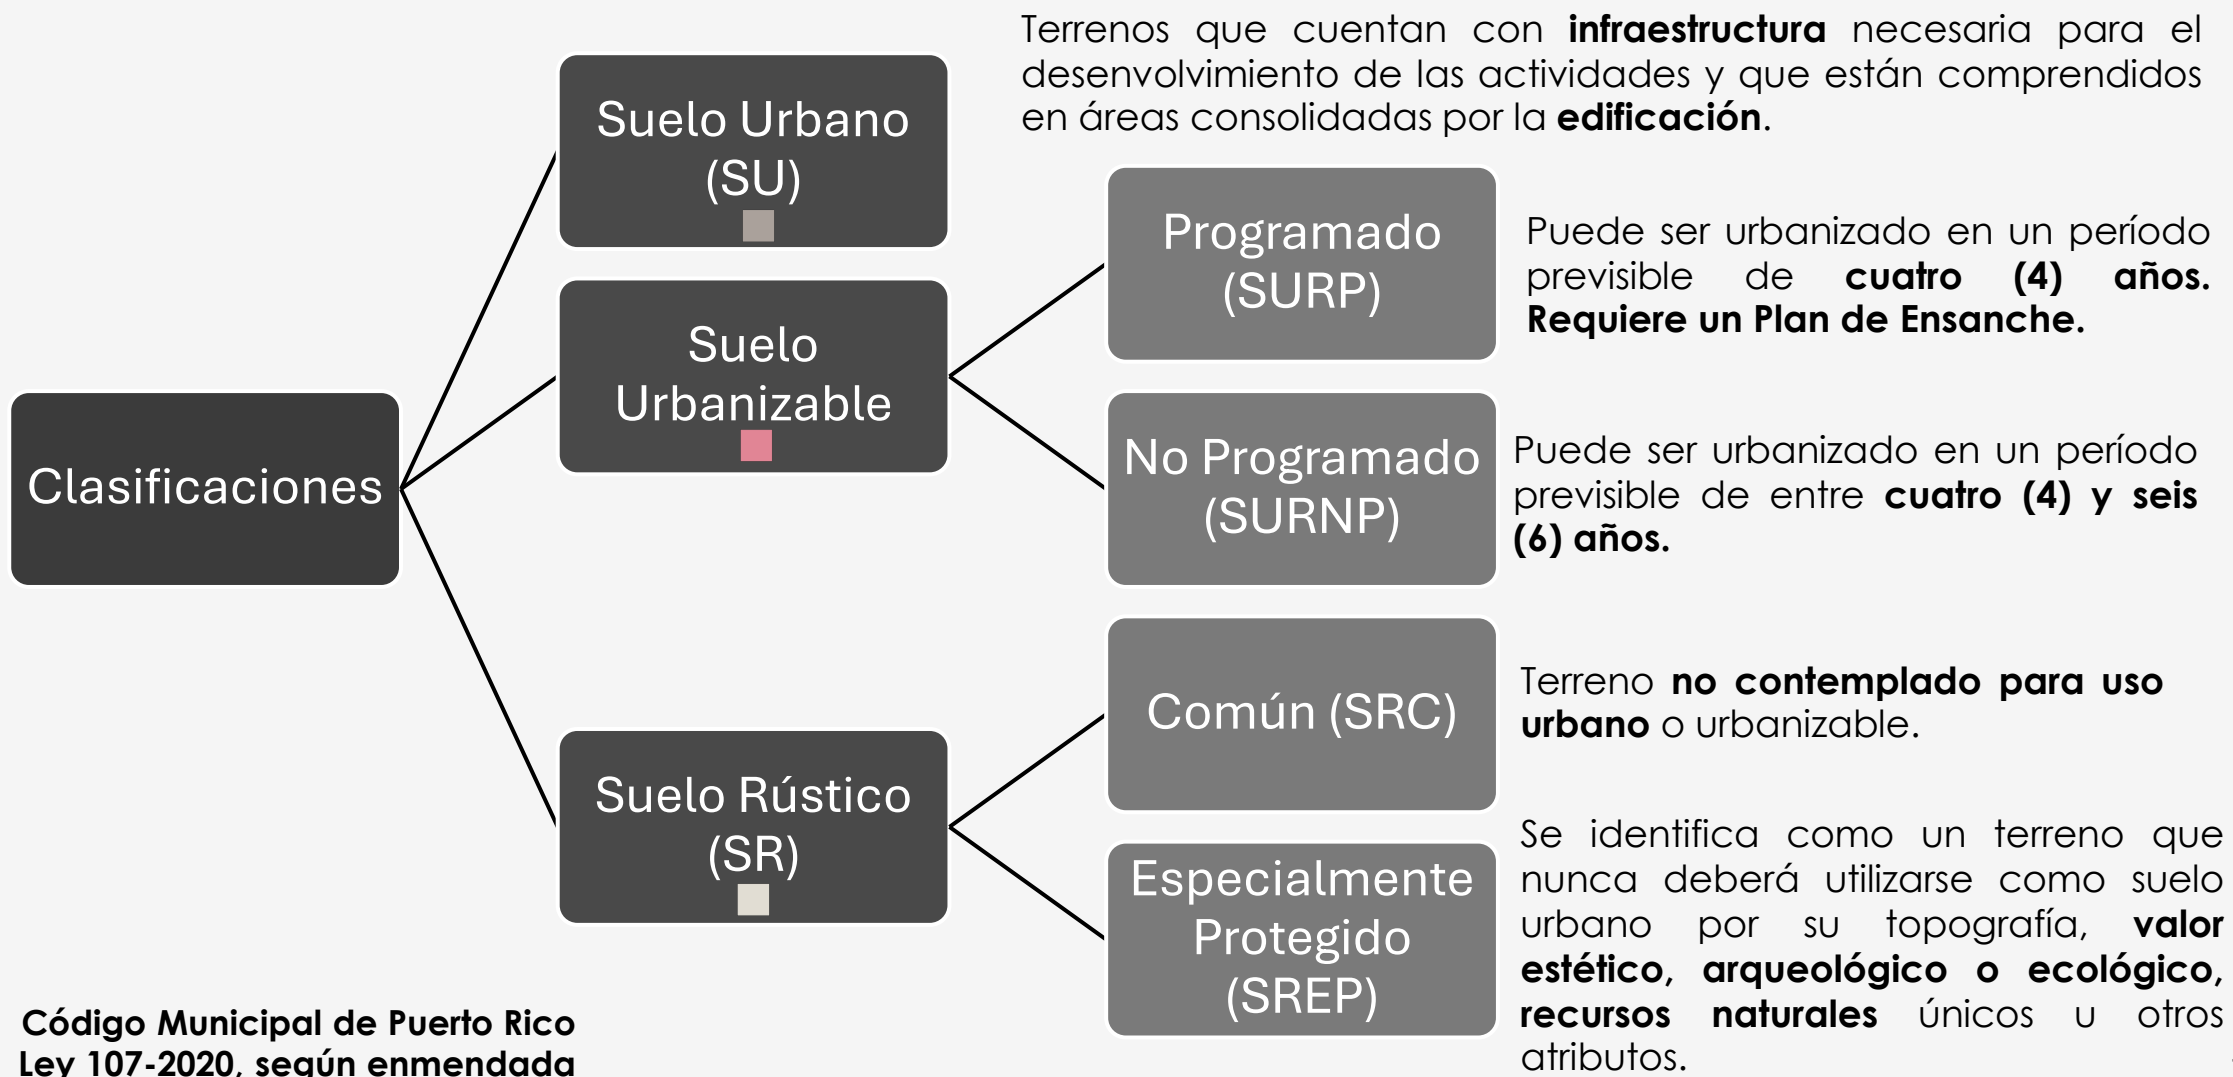 Terrenos que cuentan con infraestructura necesaria para el
desenvolvimiento de las actividades y que están comprendidos
en áreas consolidadas por la edificación.
Clasificaciones
Suelo Urbano
(SU)
Suelo
Urbanizable
Programado
(SURP)
Puede ser urbanizado en un período
previsible de cuatro (4) años.
Requiere un Plan de Ensanche.
No Programado
(SURNP)
Puede ser urbanizado en un período
previsible de entre cuatro (4) y seis
(6) años.
Suelo Rústico
(SR)
Común (SRC)
Terreno no contemplado para uso
urbano o urbanizable.
Especialmente
Protegido
(SREP)
Se identifica como un terreno que
nunca deberá utilizarse como suelo
urbano por su topografía, valor
estético, arqueológico o ecológico,
recursos naturales únicos u otros
atributos.
Código Municipal de Puerto Rico
Ley 107-2020, según enmendada